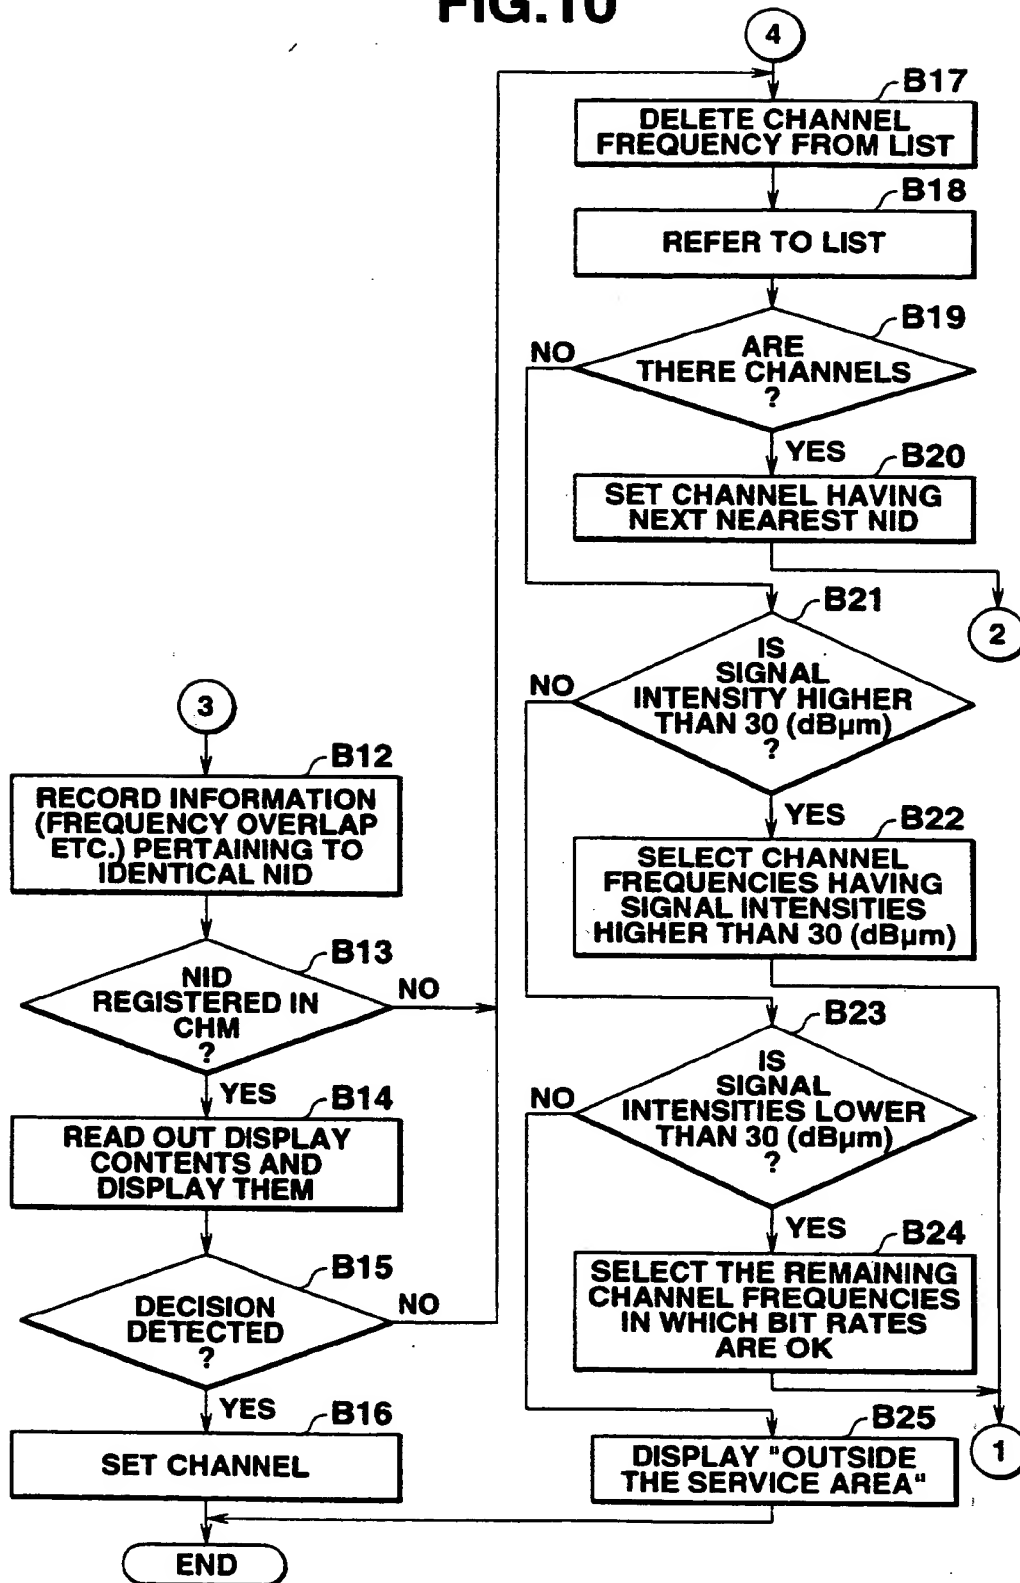 FIG.10
3
B12
RECORD INFORMATION
(FREQUENCY OVERLAP
ETC.) PERTAINING TO
IDENTICAL NID
B13
NID
REGISTERED IN
CHM
?
NO
YES
B14
READ OUT DISPLAY
CONTENTS AND
DISPLAY THEM
B15
DECISION
DETECTED
?
NO
YES
B16
SET CHANNEL
END
4
B17
DELETE CHANNEL
FREQUENCY FROM LIST
B18
REFER TO LIST
B19
ARE
THERE CHANNELS
?
NO
YES
B20
SET CHANNEL HAVING
NEXT NEAREST NID
2
B21
IS
SIGNAL
INTENSITY HIGHER
THAN 30 (dBμm)
?
NO
YES
B22
SELECT CHANNEL
FREQUENCIES HAVING
SIGNAL INTENSITIES
HIGHER THAN 30 (dBμm)
B23
IS
SIGNAL
INTENSITIES LOWER
THAN 30 (dBμm)
?
NO
YES
B24
SELECT THE REMAINING
CHANNEL FREQUENCIES
IN WHICH BIT RATES
ARE OK
1
B25
DISPLAY "OUTSIDE
THE SERVICE AREA"